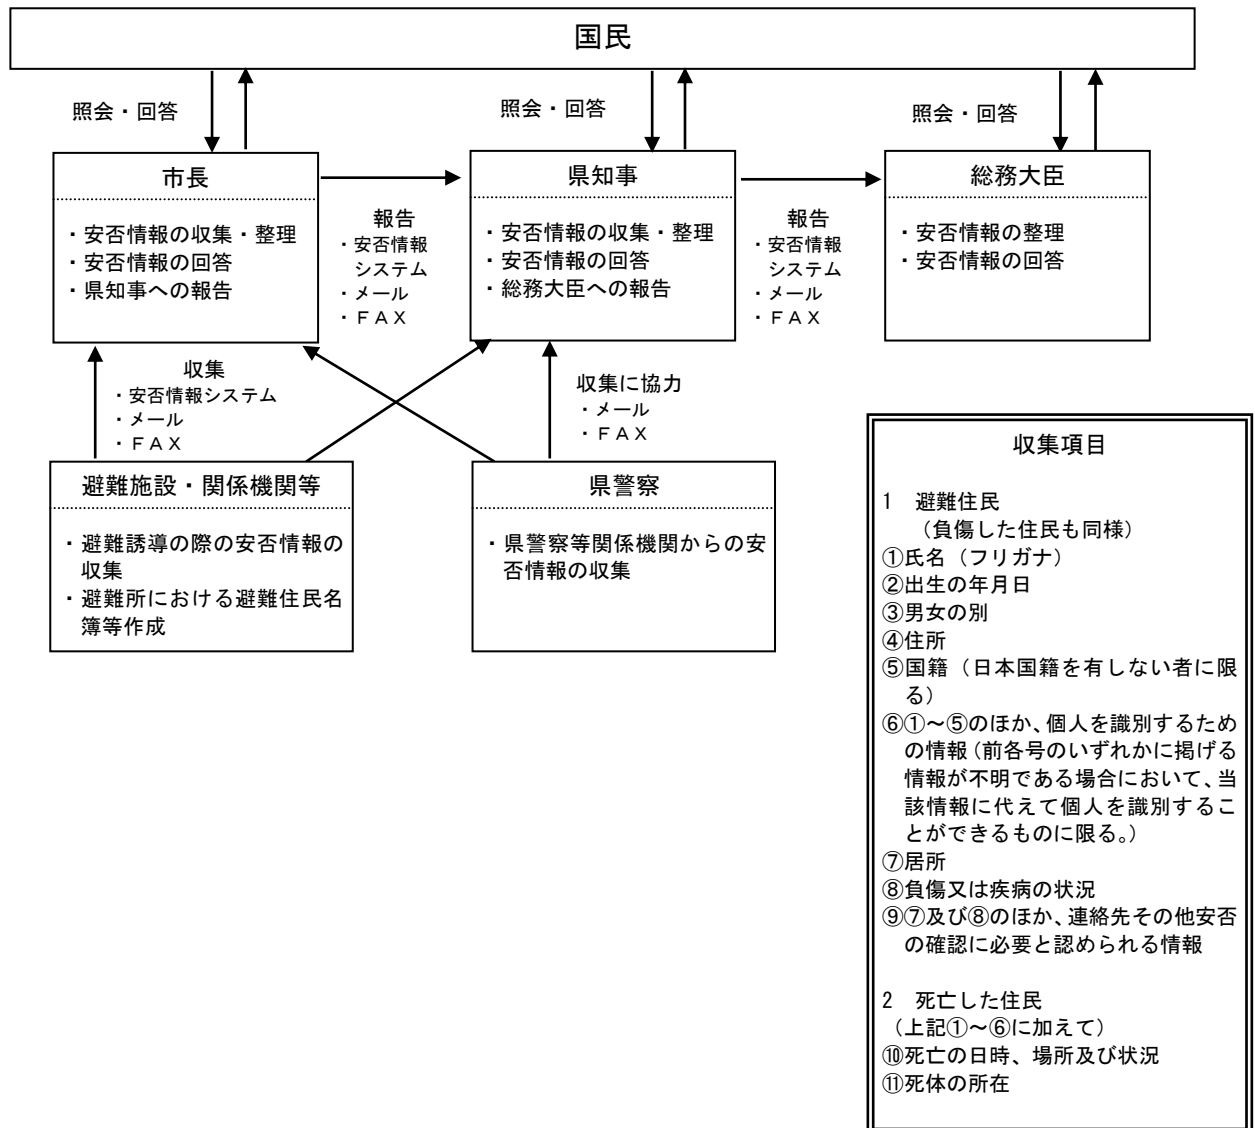 国民
照会・回答
照会・回答
照会・回答
市長
・安否情報の収集・整理
・安否情報の回答
・県知事への報告
報告
・安否情報
システム
・メール
・ＦＡＸ
県知事
・安否情報の収集・整理
・安否情報の回答
・総務大臣への報告
報告
・安否情報
システム
・メール
・ＦＡＸ
総務大臣
・安否情報の整理
・安否情報の回答
収集
・安否情報システム
・メール
・ＦＡＸ
収集に協力
・メール
・ＦＡＸ
避難施設・関係機関等
・避難誘導の際の安否情報の
収集
・避難所における避難住民名
簿等作成
県警察
・県警察等関係機関からの安
否情報の収集
収集項目
1　避難住民
（負傷した住民も同様）
①氏名（フリガナ）
②出生の年月日
③男女の別
④住所
⑤国籍（日本国籍を有しない者に限
る）
⑥①～⑤のほか、個人を識別するため
の情報（前各号のいずれかに掲げる
情報が不明である場合において、当
該情報に代えて個人を識別するこ
とができるものに限る。）
⑦居所
⑧負傷又は疾病の状況
⑨⑦及び⑧のほか、連絡先その他安否
の確認に必要と認められる情報
2　死亡した住民
（上記①～⑥に加えて）
⑩死亡の日時、場所及び状況
⑪死体の所在